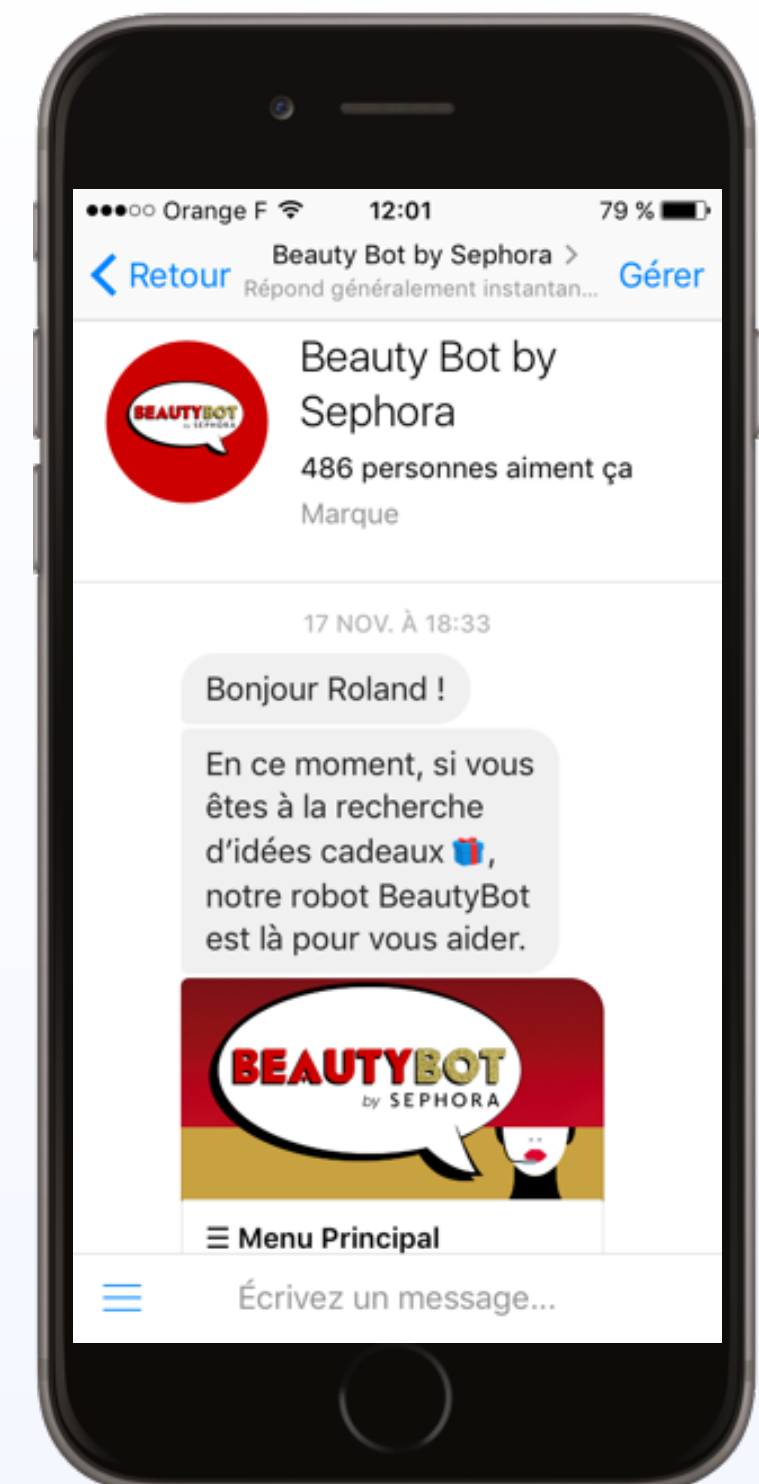 ●●●○○ Orange F 12:01 79 %
Retour Beauty Bot by Sephora > Gérer
Répond généralement instantan...
BEAUTYBOT
by SEPHORA
Beauty Bot by
Sephora
486 personnes aiment ça
Marque
17 NOV. À 18:33
Bonjour Roland !
En ce moment, si vous
êtes à la recherche
d’idées cadeaux 🎁,
notre robot BeautyBot
est là pour vous aider.
BEAUTYBOT
by SEPHORA
☰ Menu Principal
Écrivez un message...